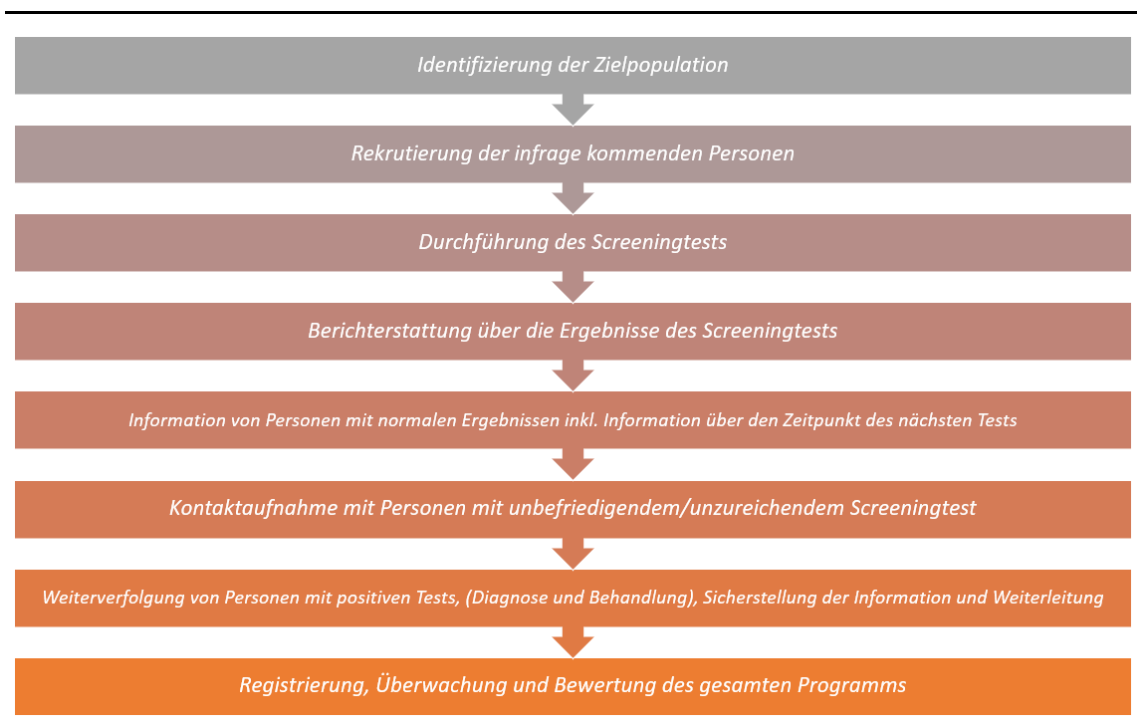 Identifizierung der Zielpopulation
Rekrutierung der infrage kommenden Personen
Durchführung des Screeningtests
Berichterstattung über die Ergebnisse des Screeningtests
Information von Personen mit normalen Ergebnissen inkl. Information über den Zeitpunkt des nächsten Tests
Kontaktaufnahme mit Personen mit unbefriedigendem/unzureichendem Screeningtest
Weiterverfolgung von Personen mit positiven Tests, (Diagnose und Behandlung), Sicherstellung der Information und Weiterleitung
Registrierung, Überwachung und Bewertung des gesamten Programms